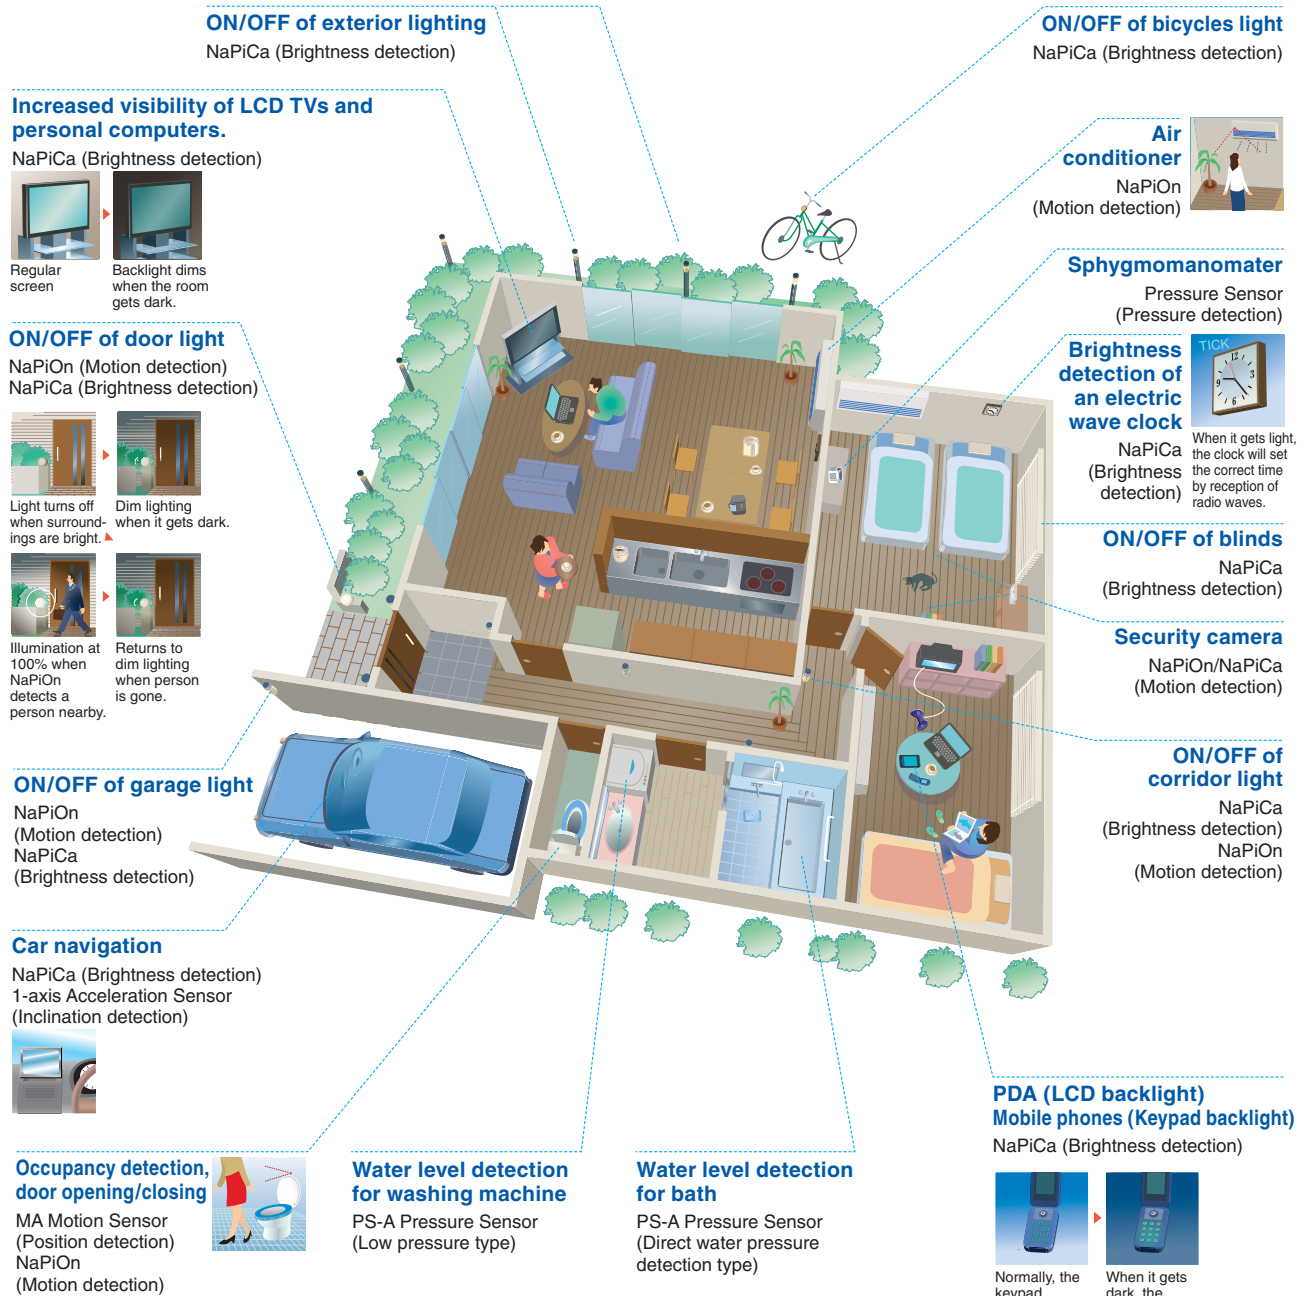 ON/OFF of exterior lighting
NaPiCa (Brightness detection)
ON/OFF of bicycles light
NaPiCa (Brightness detection)
Increased visibility of LCD TVs and
personal computers.
NaPiCa (Brightness detection)
Regular
screen
Backlight dims
when the room
gets dark.
Air
conditioner
NaPiOn
(Motion detection)
Sphygmomanomater
Pressure Sensor
(Pressure detection)
ON/OFF of door light
NaPiOn (Motion detection)
NaPiCa (Brightness detection)
Light turns off
when surround-
ings are bright.
Dim lighting
when it gets dark.
Illumination at
100% when
NaPiOn
detects a
person nearby.
Returns to
dim lighting
when person
is gone.
Brightness
detection of
an electric
wave clock
NaPiCa
(Brightness
detection)
TICK
12
3
6
9
When it gets light,
the clock will set
the correct time
by reception of
radio waves.
ON/OFF of blinds
NaPiCa
(Brightness detection)
Security camera
NaPiOn/NaPiCa
(Motion detection)
ON/OFF of
corridor light
NaPiCa
(Brightness detection)
NaPiOn
(Motion detection)
ON/OFF of garage light
NaPiOn
(Motion detection)
NaPiCa
(Brightness detection)
Car navigation
NaPiCa (Brightness detection)
1-axis Acceleration Sensor
(Inclination detection)
Occupancy detection,
door opening/closing
MA Motion Sensor
(Position detection)
NaPiOn
(Motion detection)
Water level detection
for washing machine
PS-A Pressure Sensor
(Low pressure type)
Water level detection
for bath
PS-A Pressure Sensor
(Direct water pressure
detection type)
PDA (LCD backlight)
Mobile phones (Keypad backlight)
NaPiCa (Brightness detection)
Normally, the
keypad
When it gets
dark, the